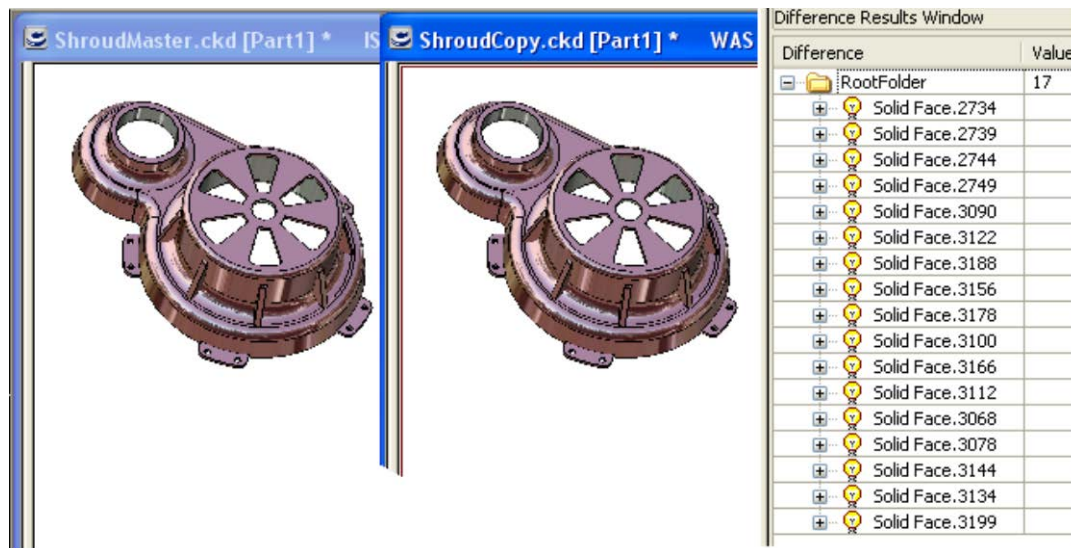 ShroudMaster.ckd [Part1] * IS
ShroudCopy.ckd [Part1] * WAS
Difference Results Window
Difference Value
RootFolder 17
Solid Face.2734
Solid Face.2739
Solid Face.2744
Solid Face.2749
Solid Face.3090
Solid Face.3122
Solid Face.3188
Solid Face.3156
Solid Face.3178
Solid Face.3100
Solid Face.3166
Solid Face.3112
Solid Face.3068
Solid Face.3078
Solid Face.3144
Solid Face.3134
Solid Face.3199